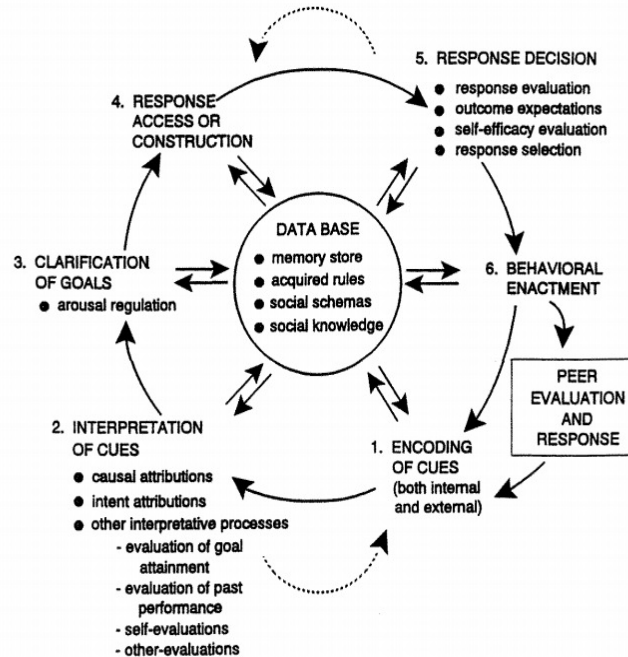 5. RESPONSE DECISION
● response evaluation
● outcome expectations
● self-efficacy evaluation
● response selection
4. RESPONSE
ACCESS OR
CONSTRUCTION
DATA BASE
● memory store
● acquired rules
● social schemas
● social knowledge
3. CLARIFICATION
OF GOALS
● arousal regulation
6. BEHAVIORAL
ENACTMENT
PEER
EVALUATION
AND
RESPONSE
2. INTERPRETATION
OF CUES
● causal attributions
● intent attributions
● other interpretative processes
- evaluation of goal
attainment
- evaluation of past
performance
- self-evaluations
- other-evaluations
1. ENCODING
OF CUES
(both internal
and external)